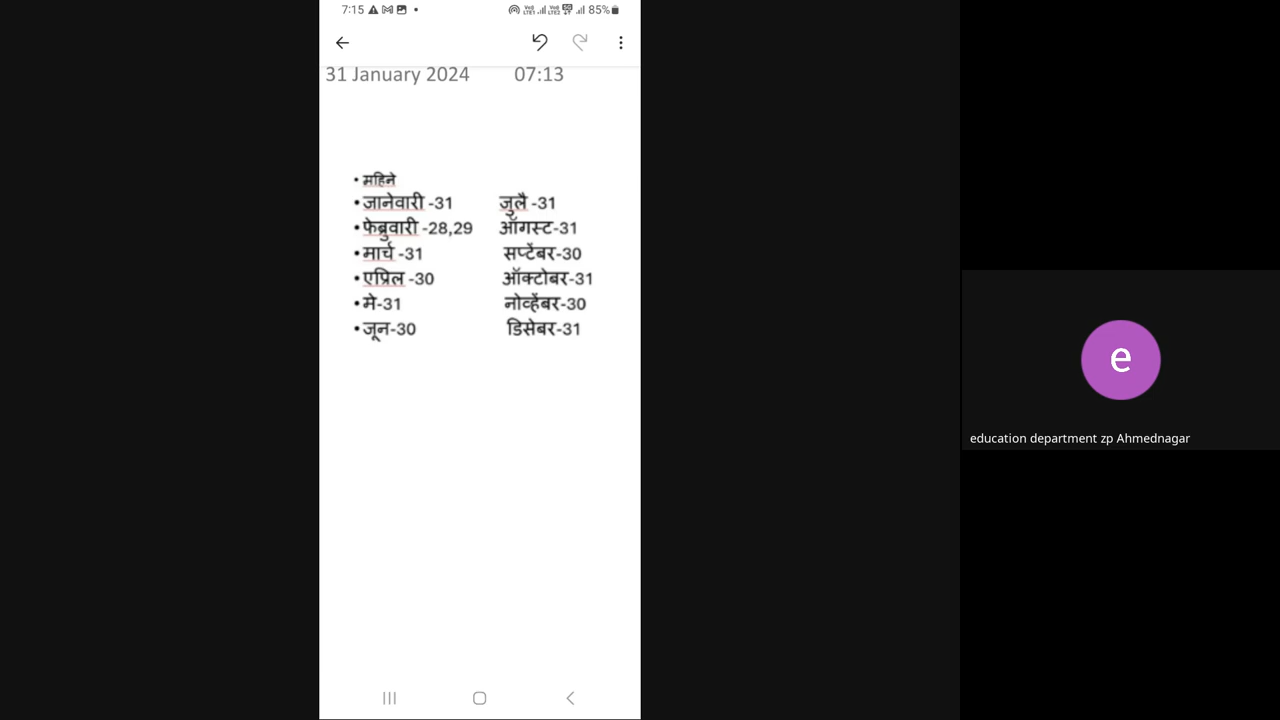 7:15 85%
31 January 2024 07:13
• महिने
• जानेवारी -31 जुलै -31
• फेब्रुवारी -28,29 ऑगस्ट-31
• मार्च -31 सप्टेंबर-30
• एप्रिल -30 ऑक्टोबर-31
• मे-31 नोव्हेंबर-30
• जून-30 डिसेबर-31
e
education department zp Ahmednagar